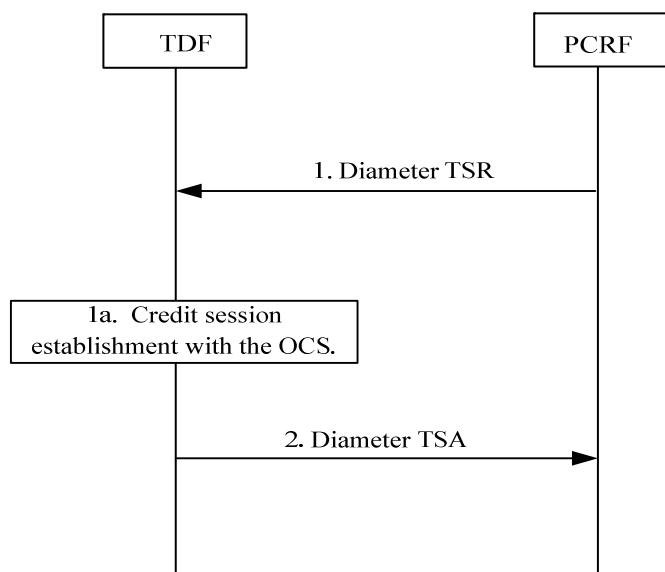 TDF
PCRF
1. Diameter TSR
1a. Credit session
establishment with the OCS.
2. Diameter TSA